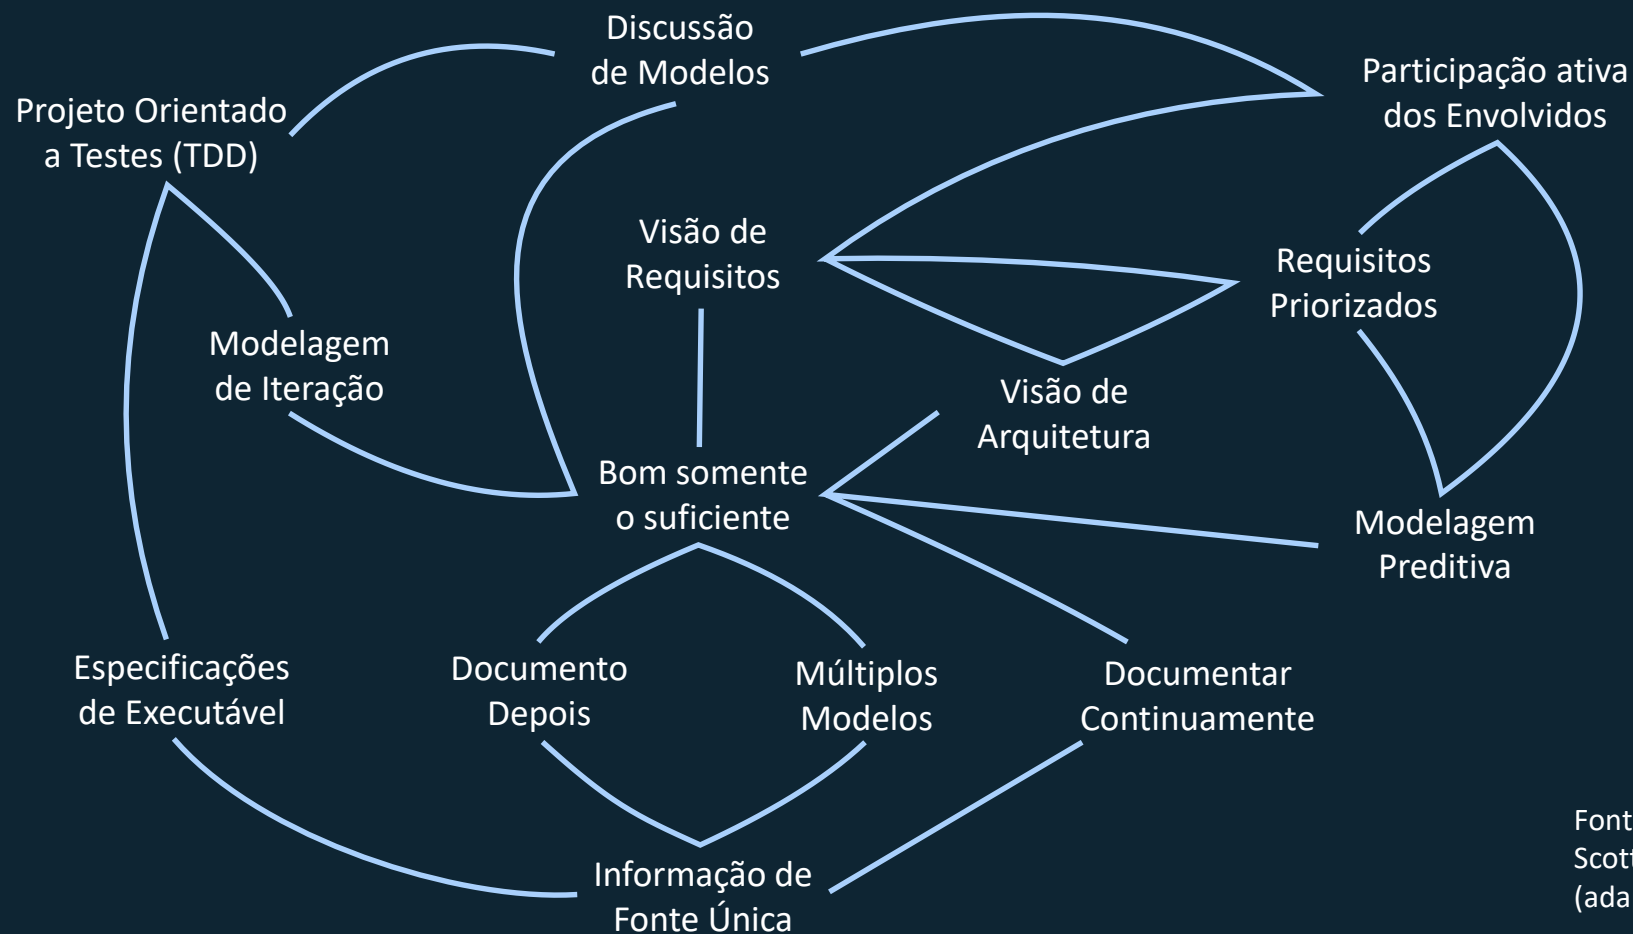 Discussão
de Modelos
Participação ativa
dos Envolvidos
Projeto Orientado
a Testes (TDD)
Visão de
Requisitos
Requisitos
Priorizados
Modelagem
de Iteração
Visão de
Arquitetura
Bom somente
o suficiente
Modelagem
Preditiva
Especificações
de Executável
Documento
Depois
Múltiplos
Modelos
Documentar
Continuamente
Informação de
Fonte Única